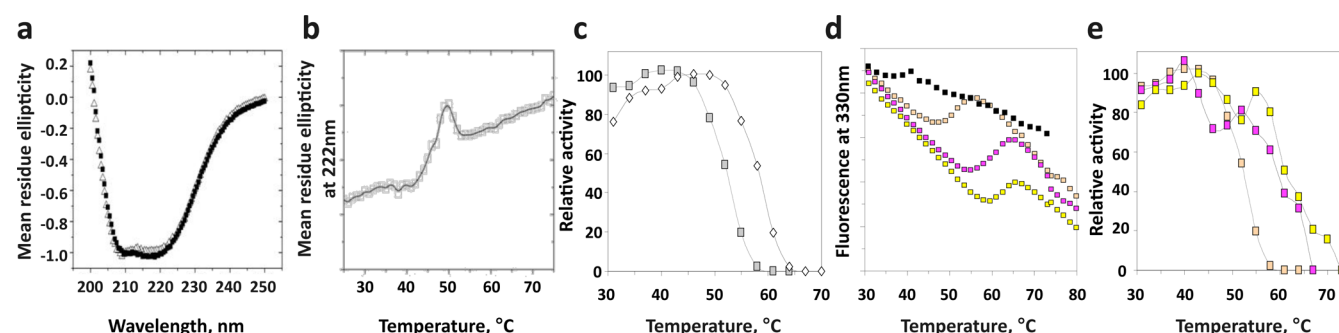 a
Mean residue ellipticity
0.2
0.0
-0.2
-0.4
-0.6
-0.8
-1.0
200 210 220 230 240 250
Wavelength, nm
b
Mean residue ellipticity
at 222nm
30 40 50 60 70
Temperature, °C
c
Relative activity
100
80
60
40
20
0
30 40 50 60 70
Temperature, °C
d
Fluorescence at 330nm
30 40 50 60 70 80
Temperature, °C
e
Relative activity
100
80
60
40
20
0
30 40 50 60 70
Temperature, °C